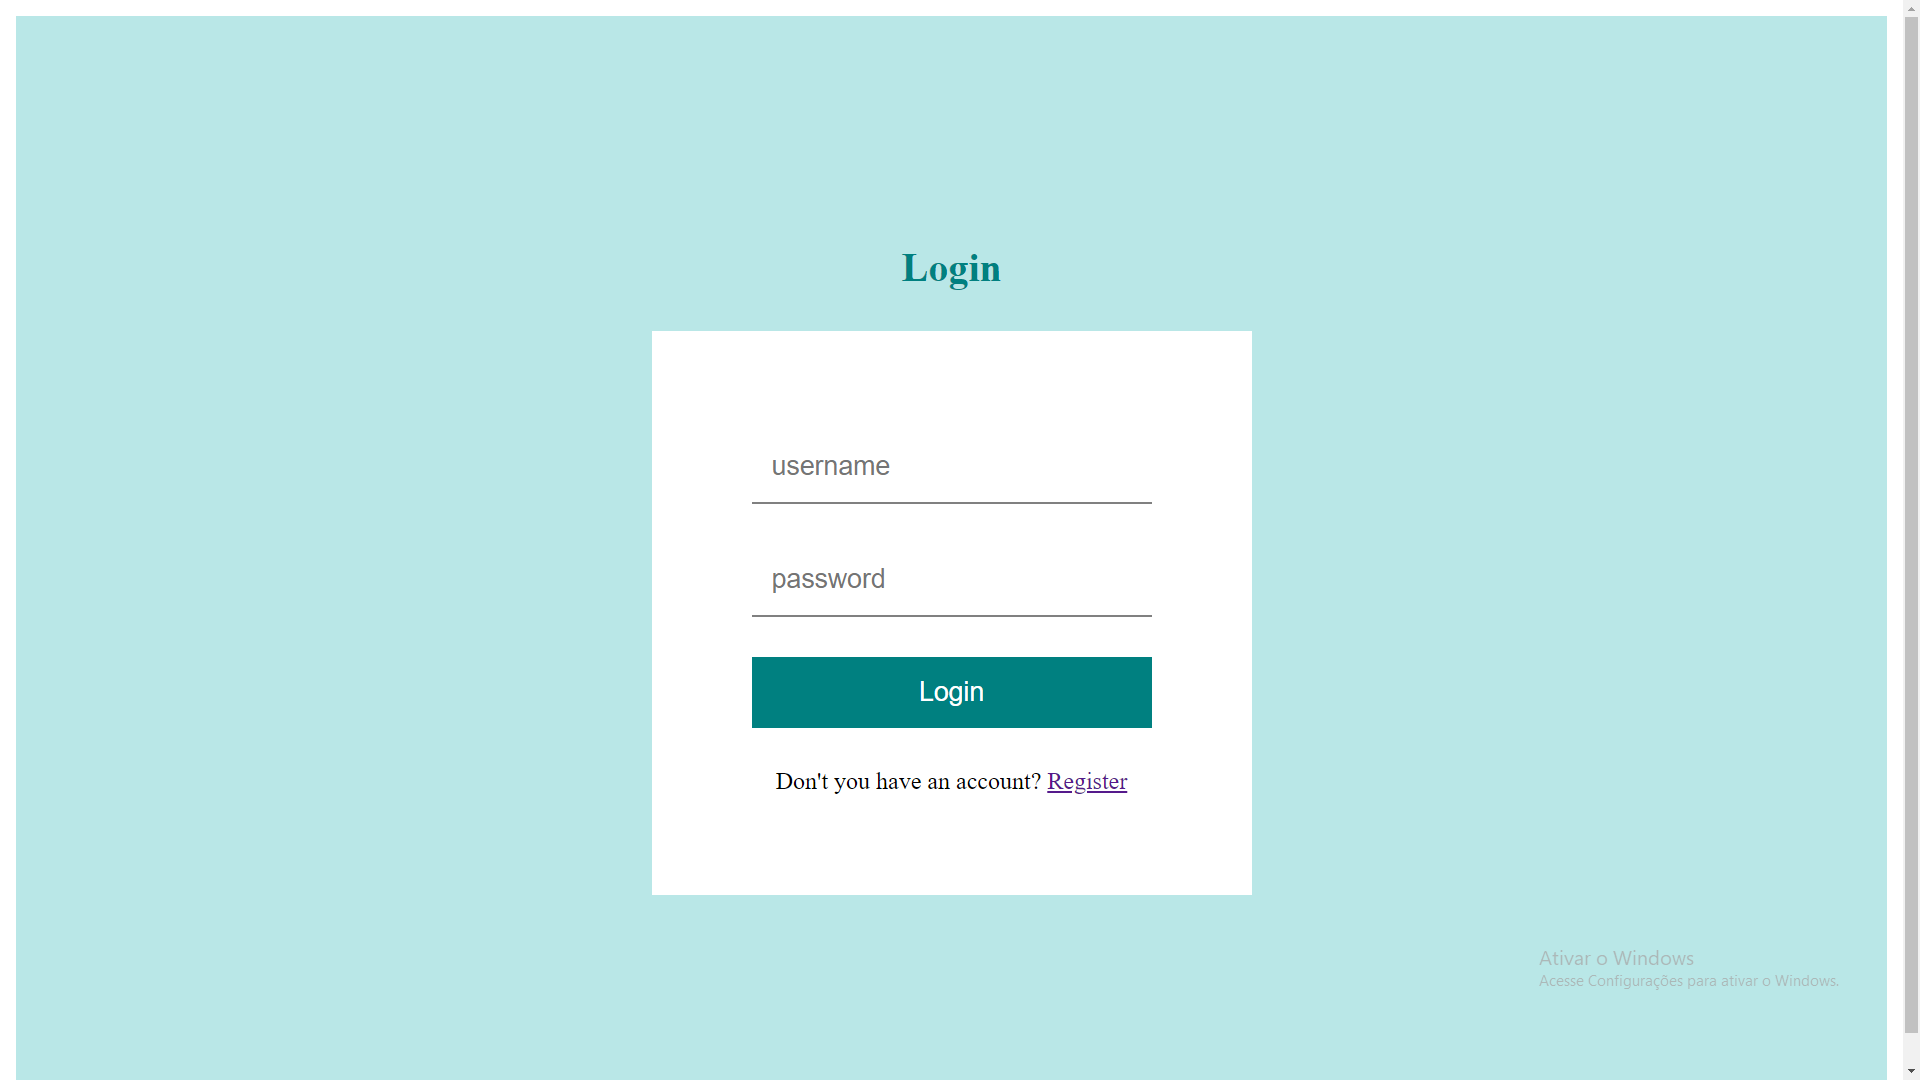 Login
username
password
Login
Don't you have an account? Register
Ativar o Windows
Acesse Configurações para ativar o Windows.